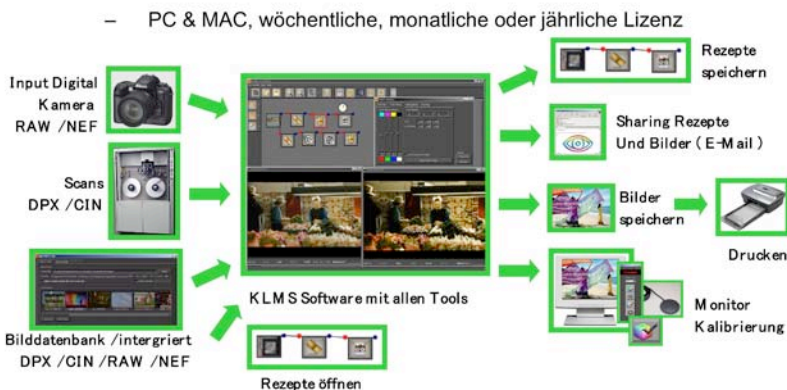 – PC & MAC, wöchentliche, monatliche oder jährliche Lizenz
Input Digital
Kamera
RAW /NEF
Scans
DPX /CIN
Bilddatenbank /intergriert
DPX /CIN /RAW /NEF
KLMS Software mit allen Tools
Rezepte öffnen
Rezepte
speichern
Sharing Rezepte
Und Bilder ( E-Mail )
Bilder
speichern
Drucken
Monitor
Kalibrierung